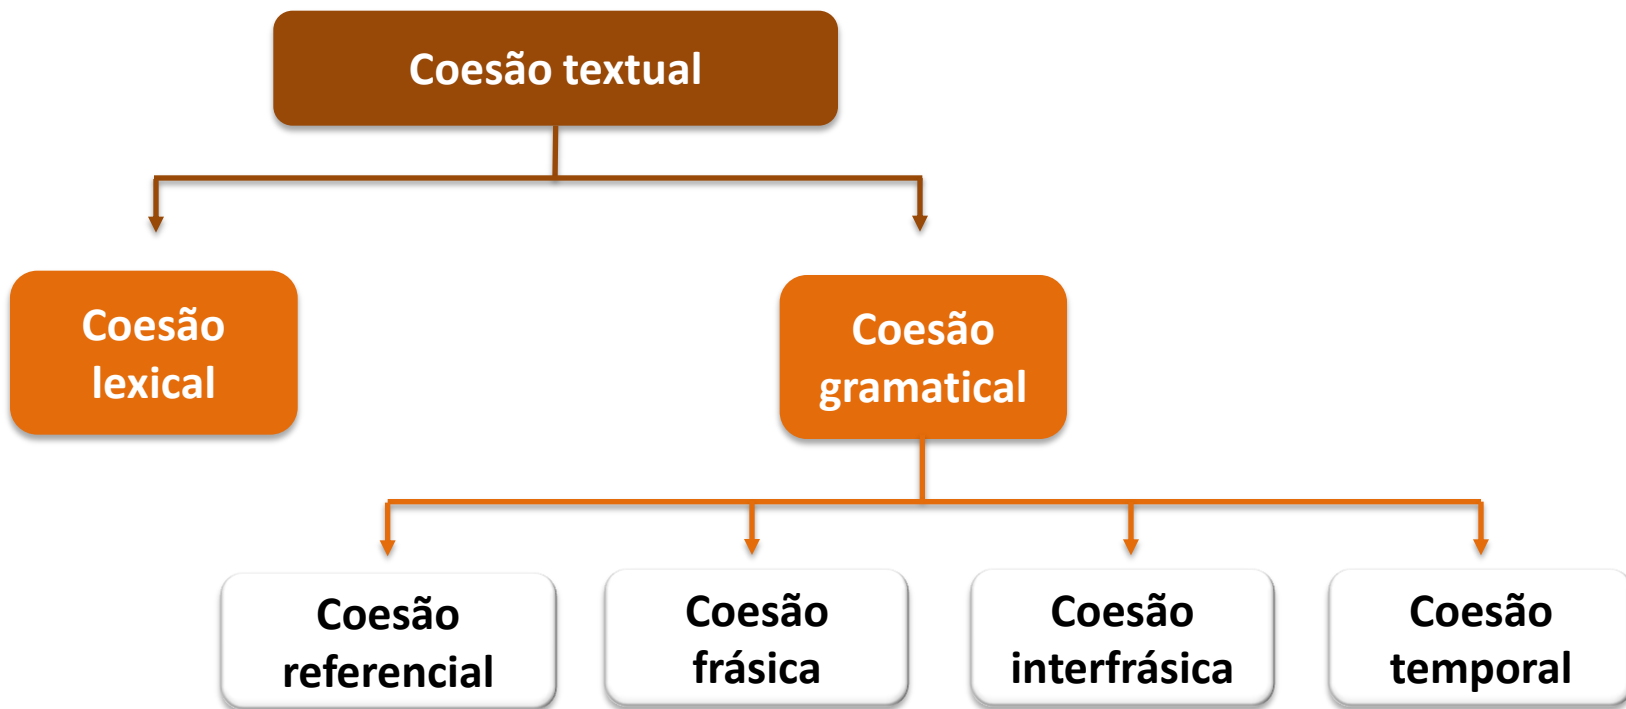 Coesão textual
Coesão
lexical
Coesão
gramatical
Coesão
referencial
Coesão
frásica
Coesão
interfrásica
Coesão
temporal